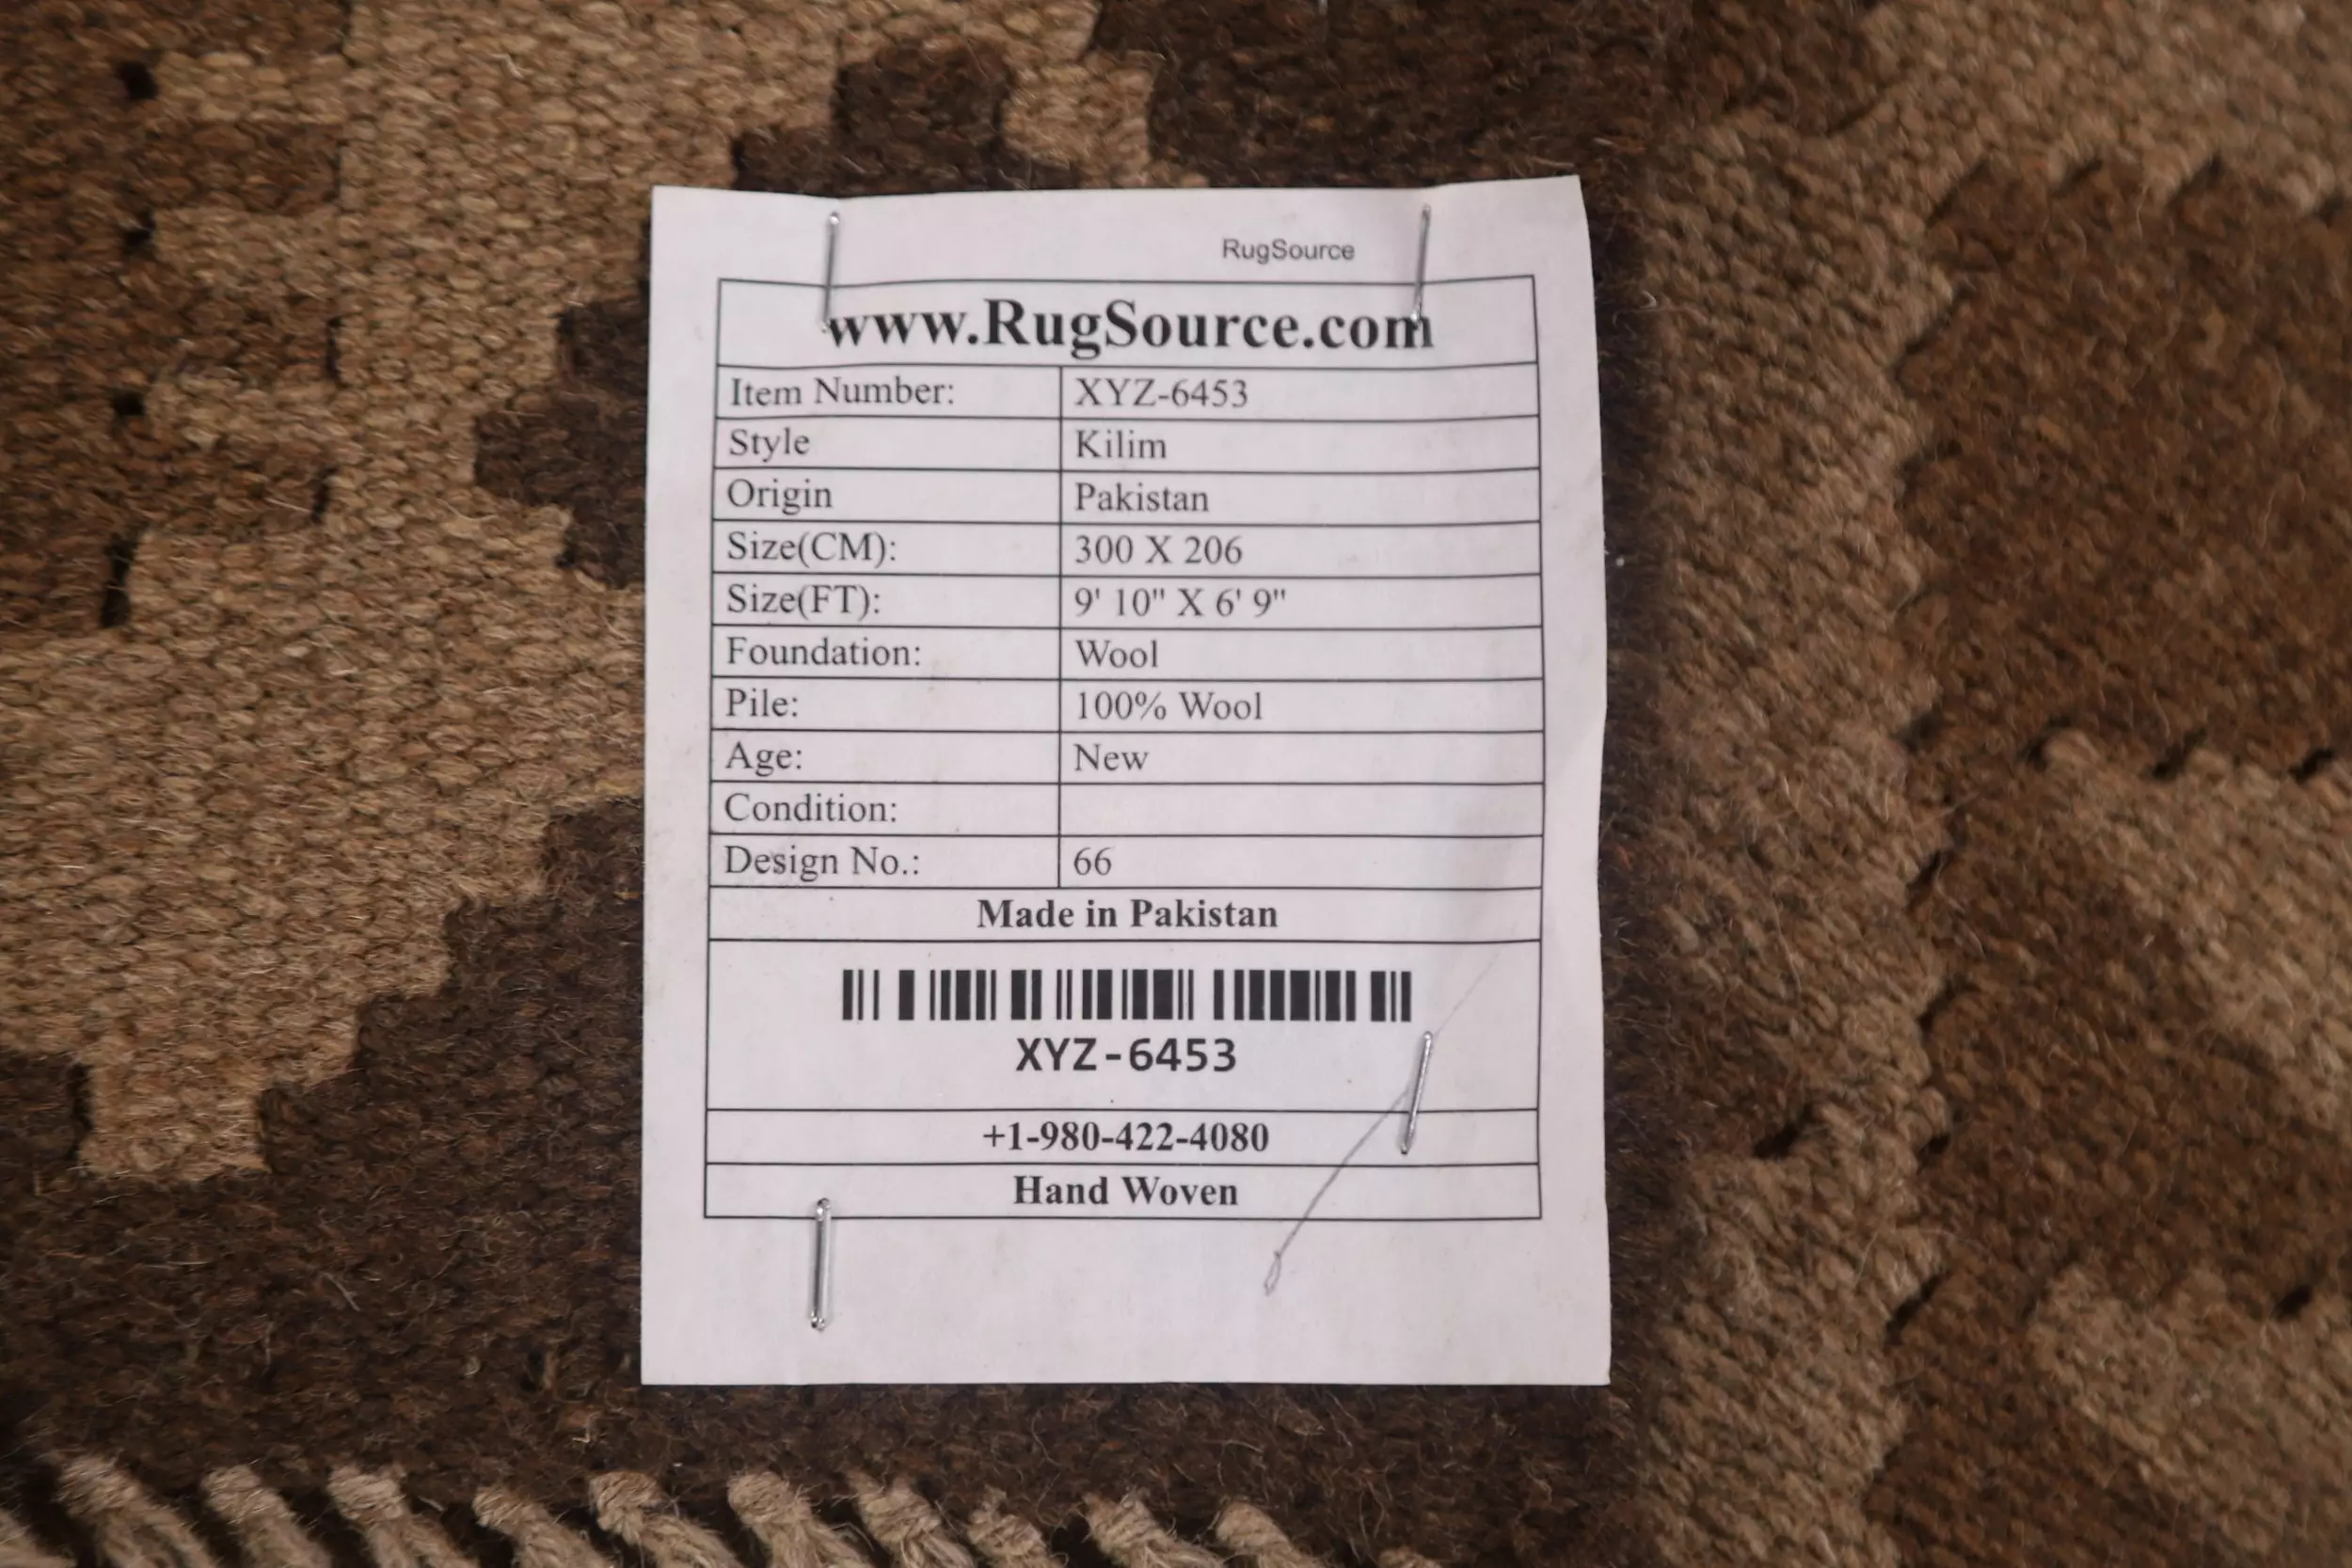 RugSource
www.RugSource.com
Item Number: XYZ-6453
Style Kilim
Origin Pakistan
Size(CM): 300 X 206
Size(FT): 9' 10" X 6' 9"
Foundation: Wool
Pile: 100% Wool
Age: New
Condition:
Design No.: 66
Made in Pakistan
XYZ-6453
+1-980-422-4080
Hand Woven